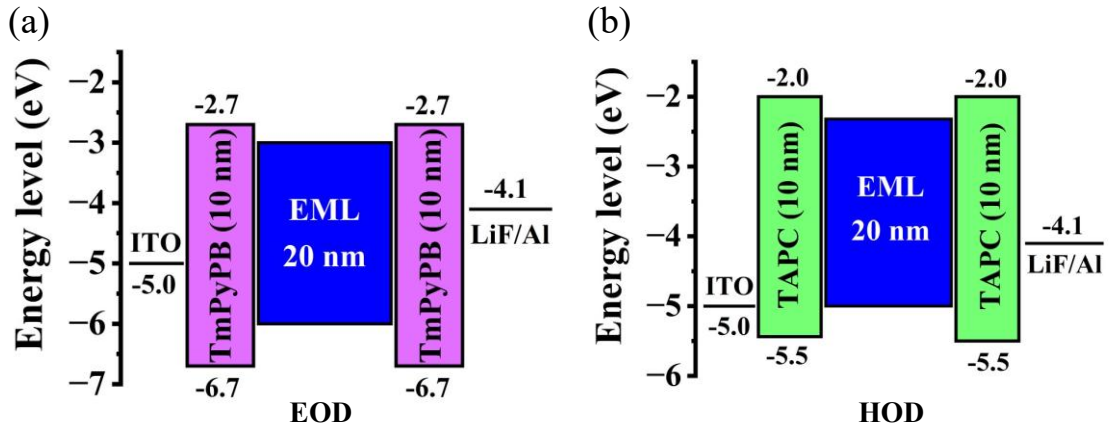 (a)
Energy level (eV)
−2
−3
−4
−5
−6
−7
ITO
-5.0
-2.7
TmPyPB (10 nm)
-6.7
EML
20 nm
-2.7
TmPyPB (10 nm)
-6.7
-4.1
LiF/Al
EOD
(b)
Energy level (eV)
−2
−3
−4
−5
−6
ITO
-5.0
-2.0
TAPC (10 nm)
-5.5
EML
20 nm
-2.0
TAPC (10 nm)
-5.5
-4.1
LiF/Al
HOD